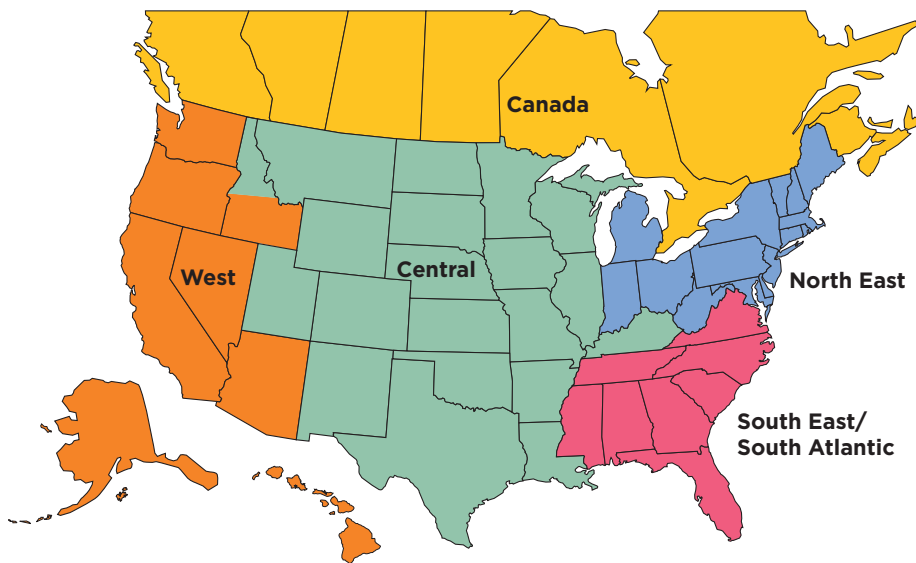 Canada
West
Central
North East
South East/
South Atlantic